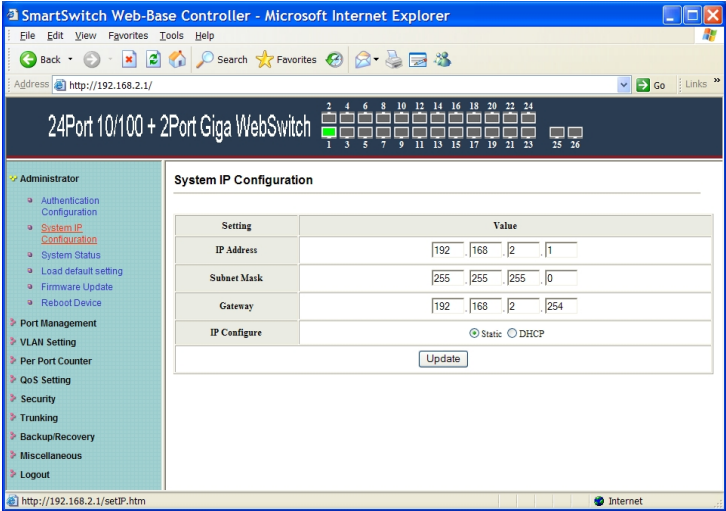 SmartSwitch Web-Base Controller - Microsoft Internet Explorer
File Edit View Favorites Tools Help
Back Search Favorites
Address http://192.168.2.1/ Go Links »
24Port 10/100 + 2Port Giga WebSwitch
2 4 6 8 10 12 14 16 18 20 22 24
1 3 5 7 9 11 13 15 17 19 21 23 25 26
Administrator
Authentication
Configuration
System IP
Configuration
System Status
Load default setting
Firmware Update
Reboot Device
Port Management
VLAN Setting
Per Port Counter
QoS Setting
Security
Trunking
Backup/Recovery
Miscellaneous
Logout
System IP Configuration
Setting Value
IP Address 192 . 168 . 2 . 1
Subnet Mask 255 . 255 . 255 . 0
Gateway 192 . 168 . 2 . 254
IP Configure Static DHCP
Update
http://192.168.2.1/setIP.htm Internet